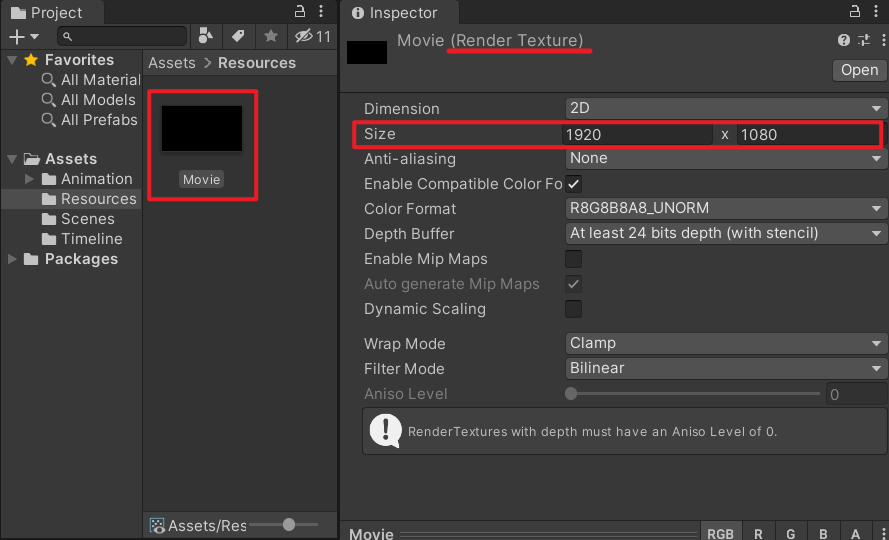 Project
11
Favorites
All Material
All Models
All Prefabs
Assets
Animation
Resources
Scenes
Timeline
Packages
Assets > Resources
Movie
Assets/Res
Inspector
Movie (Render Texture)
Open
Dimension 2D
Size 1920 x 1080
Anti-aliasing None
Enable Compatible Color Fo
Color Format R8G8B8A8_UNORM
Depth Buffer At least 24 bits depth (with stencil)
Enable Mip Maps
Auto generate Mip Maps
Dynamic Scaling
Wrap Mode Clamp
Filter Mode Bilinear
Aniso Level 0
RenderTextures with depth must have an Aniso Level of 0.
Movie RGB R G B A